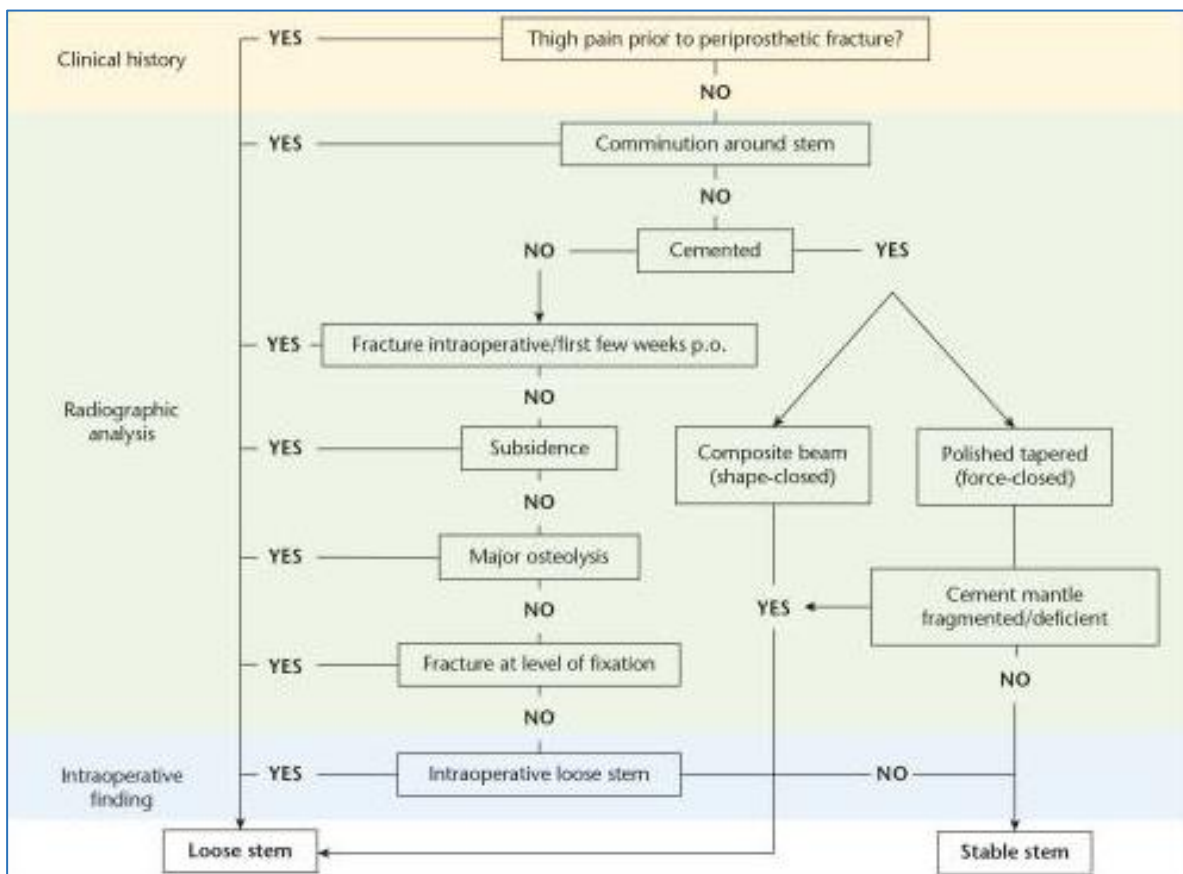 YES
Thigh pain prior to periprosthetic fracture?
Clinical history
NO
YES
Comminution around stem
NO
NO
Cemented
YES
YES
Fracture intraoperative/first few weeks p.o.
NO
Radiographic
analysis
YES
Subsidence
Composite beam
(shape-closed)
Polished tapered
(force-closed)
NO
YES
Major osteolysis
NO
YES
Cement mantle
fragmented/deficient
YES
Fracture at level of fixation
NO
NO
Intraoperative
finding
YES
Intraoperative loose stem
NO
Loose stem
Stable stem